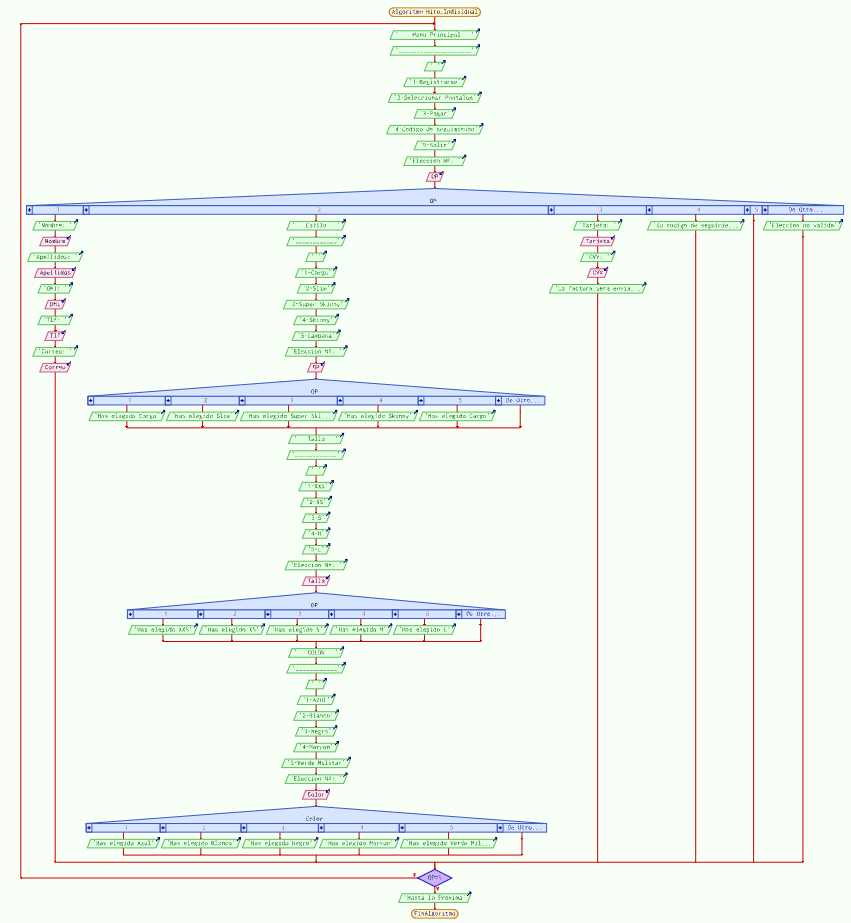 Algoritmo Hito_Individual
' Menu Principal '
'_____________________'
' '
'1-Registrarse'
'2-Seleccionar Pantalon'
'3-Pagar'
'4-Codigo de seguimiento'
'5-Salir'
'Eleccion Nº: '
OP
OP
1 2 3 4 5 De Otro...
'Nombre: ' ' Estilo ' 'Tarjeta: ' 'Su codigo de seguimie... 'Eleccion no valida'
Nombre '____________' Tarjeta
'Apellidos: ' ' ' 'CVV: '
Apellidos '1-Cargo' CVV
'DNI: ' '2-Slim' 'La factura sera envia...
DNI '3-Super Skinny'
'Tlf: ' '4-Skinny'
Tlf '5-Campana'
'Correo: ' 'Eleccion Nº: '
Correo OP
OP
1 2 3 4 5 De Otro...
'Has elegido Cargo' 'Has elegido Slim' 'Has elegido Super Ski... 'Has elegido Skinny' 'Has elegido Cargo'
' Talla '
'____________'
' '
'1-XXS'
'2-XS'
'3-S'
'4-M'
'5-L'
'Eleccion Nº: '
Talla
OP
1 2 3 4 5 De Otro...
'Has elegido XXS' 'Has elegido XS' 'Has elegido S' 'Has elegido M' 'Has elegido L'
' COLOR '
'____________'
' '
'1-Azul'
'2-Blanco'
'3-Negro'
'4-Marron'
'5-Verde Militar'
'Eleccion Nº: '
Color
Color
1 2 3 4 5 De Otro...
'Has elegido Azul' 'Has elegido Blanco' 'Has elegido Negro' 'Has elegido Marron' 'Has elegido Verde Mil...
F OP=5
V
'Hasta la Proxima'
FinAlgoritmo